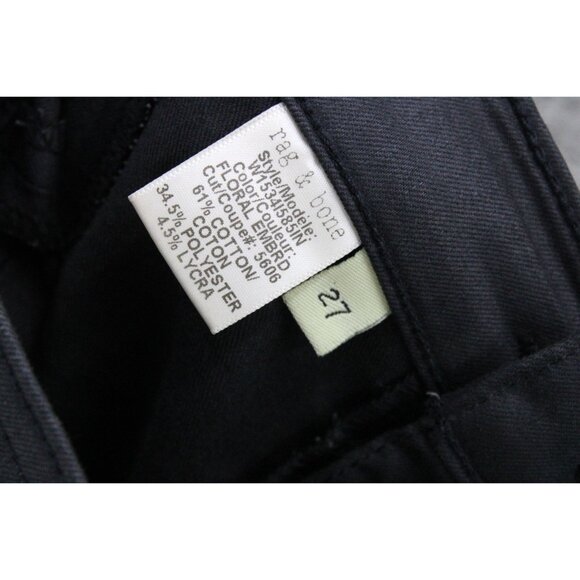 rag & bone
Style/Modele:
W1534I585IN
Color/Couleur:
FLORAL EMBRD
Cut/Coupe#: 5606
61% COTTON/
COTON
34.5% POLYESTER
4.5% LYCRA
27